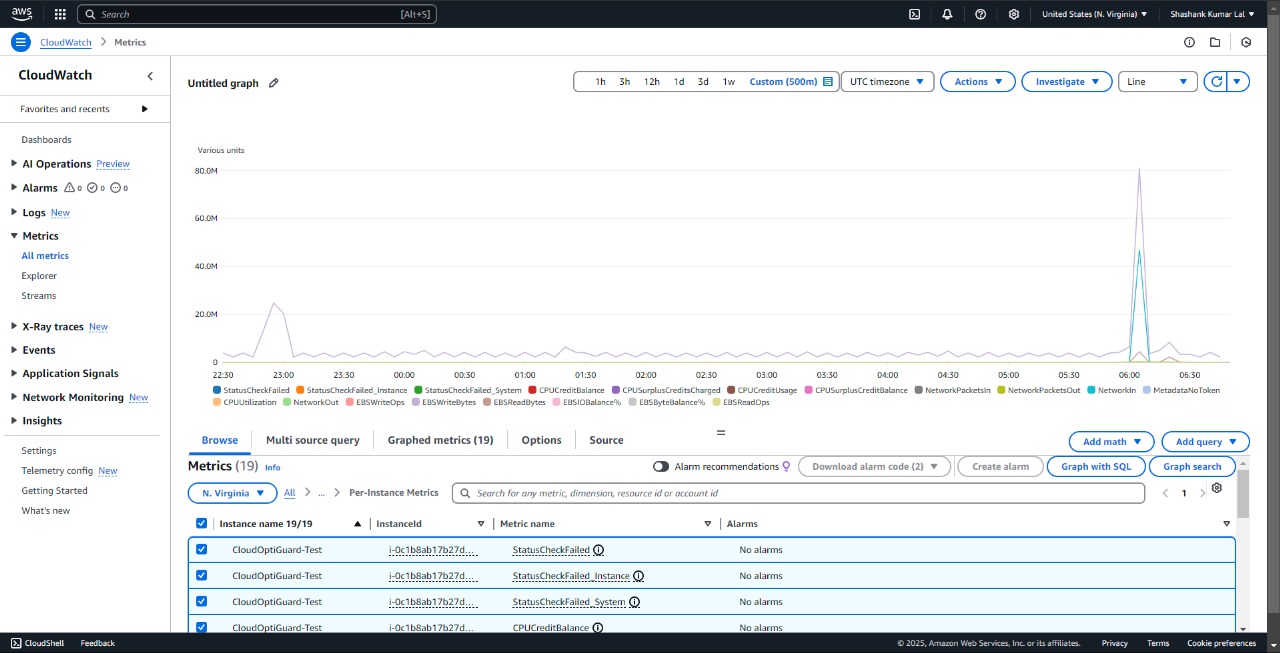 aws Search [Alt+S] United States (N. Virginia) Shashank Kumar Lal
CloudWatch Metrics
CloudWatch
Favorites and recents
Dashboards
AI Operations Preview
Alarms 0 0 0
Logs New
Metrics
All metrics
Explorer
Streams
X-Ray traces New
Events
Application Signals
Network Monitoring New
Insights
Settings
Telemetry config New
Getting Started
What's new
Untitled graph 1h 3h 12h 1d 3d 1w Custom (500m) UTC timezone Actions Investigate Line
Various units
80.0M
60.0M
40.0M
20.0M
0
22:30 23:00 23:30 00:00 00:30 01:00 01:30 02:00 02:30 03:00 03:30 04:00 04:30 05:00 05:30 06:00 06:30
StatusCheckFailed StatusCheckFailed_Instance StatusCheckFailed_System CPUCreditBalance CPUSurplusCreditsCharged CPUCreditUsage CPUSurplusCreditBalance NetworkPacketsIn NetworkPacketsOut NetworkIn MetadataNoToken
CPUUtilization NetworkOut EBSWriteOps EBSWriteBytes EBSReadBytes EBSIOBalance% EBSByteBalance% EBSReadOps
Browse Multi source query Graphed metrics (19) Options Source Add math Add query
Metrics (19) Info Alarm recommendations Download alarm code (2) Create alarm Graph with SQL Graph search
N. Virginia All ... Per-Instance Metrics Search for any metric, dimension, resource id or account id 1
Instance name 19/19 InstanceId Metric name Alarms
CloudOptiGuard-Test i-0c1b8ab17b27d... StatusCheckFailed No alarms
CloudOptiGuard-Test i-0c1b8ab17b27d... StatusCheckFailed_Instance No alarms
CloudOptiGuard-Test i-0c1b8ab17b27d... StatusCheckFailed_System No alarms
CloudOptiGuard-Test i-0c1b8ab17b27d... CPUCreditBalance No alarms
CloudShell Feedback © 2025, Amazon Web Services, Inc. or its affiliates. Privacy Terms Cookie preferences